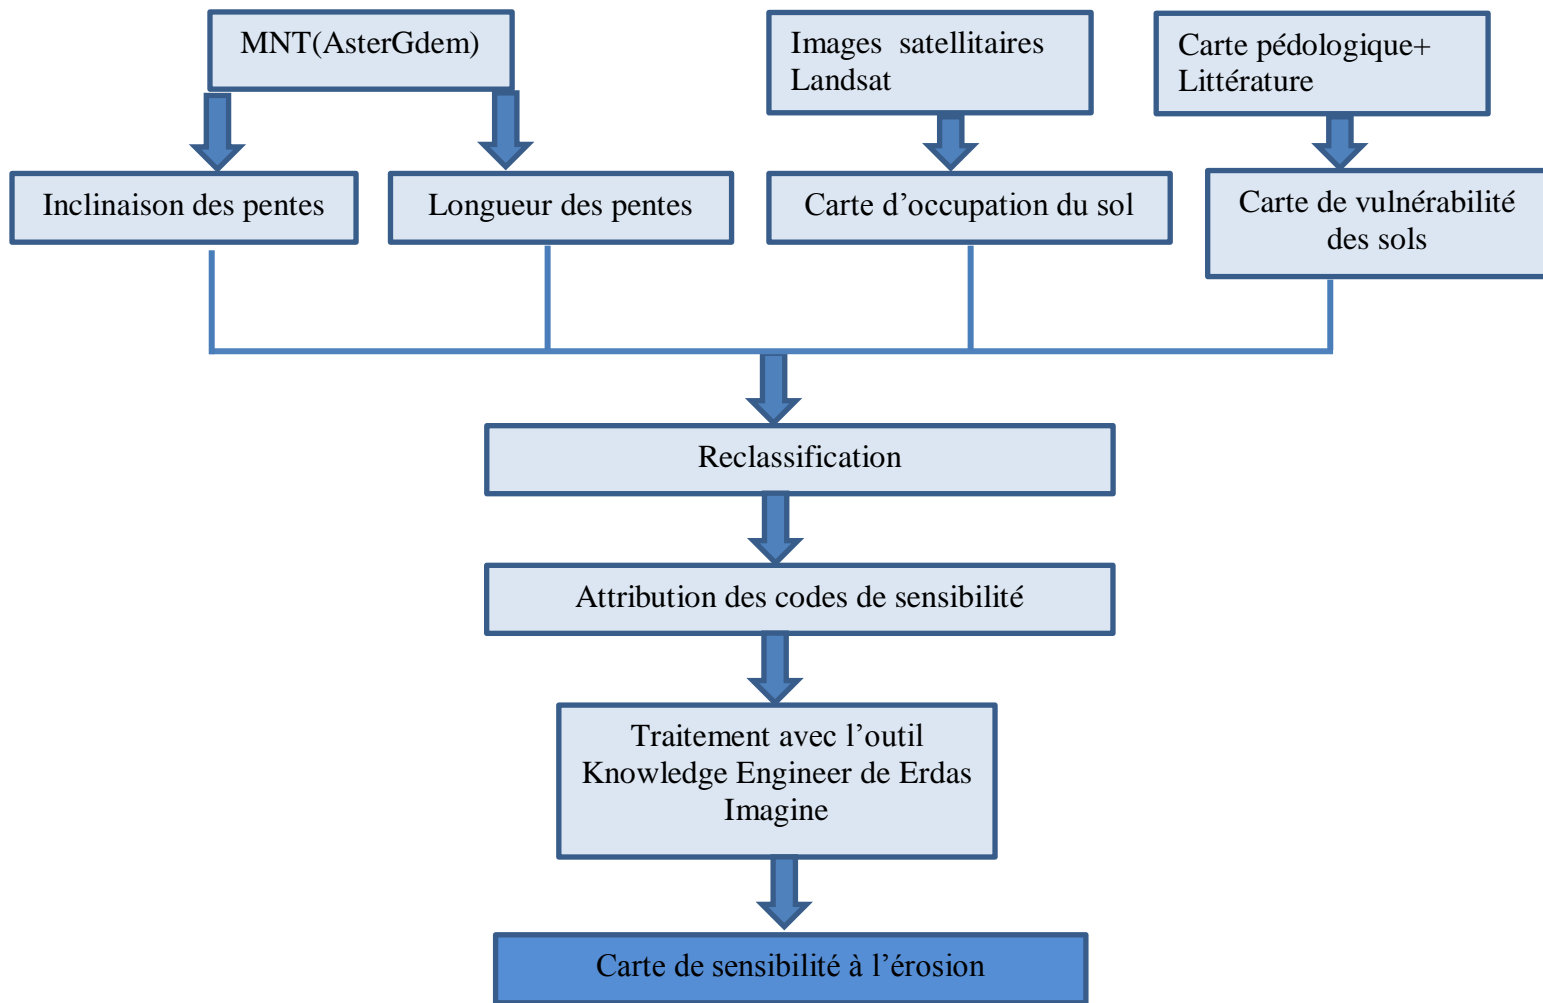 MNT(AsterGdem)
Images satellitaires
Landsat
Carte pédologique+
Littérature
Inclinaison des pentes
Longueur des pentes
Carte d’occupation du sol
Carte de vulnérabilité
des sols
Reclassification
Attribution des codes de sensibilité
Traitement avec l’outil
Knowledge Engineer de Erdas
Imagine
Carte de sensibilité à l’érosion